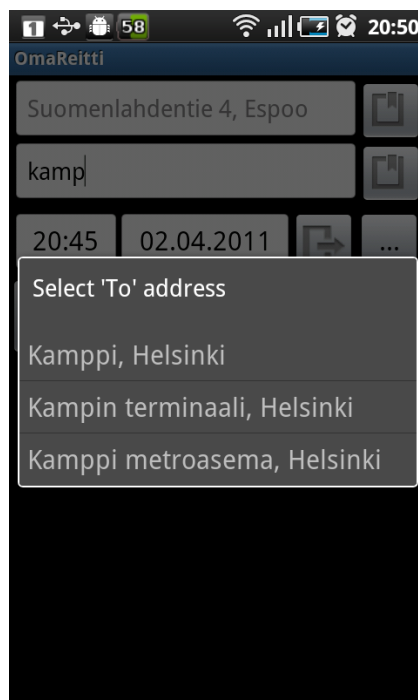 1 58 20:50
OmaReitti
Suomenlahdentie 4, Espoo
kamp
20:45 02.04.2011 ...
Select 'To' address
Kamppi, Helsinki
Kampin terminaali, Helsinki
Kamppi metroasema, Helsinki